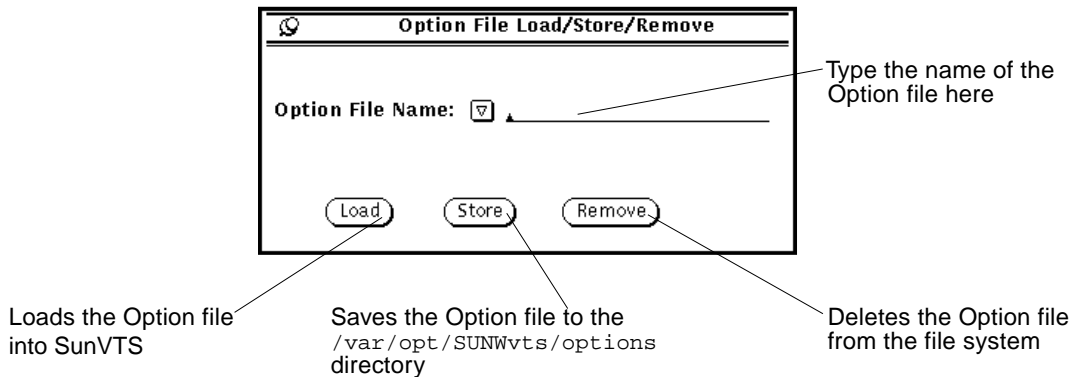 Option File Load/Store/Remove
Type the name of the
Option file here
Option File Name:
Load
Store
Remove
Loads the Option file
into SunVTS
Saves the Option file to the
/var/opt/SUNWvts/options
directory
Deletes the Option file
from the file system